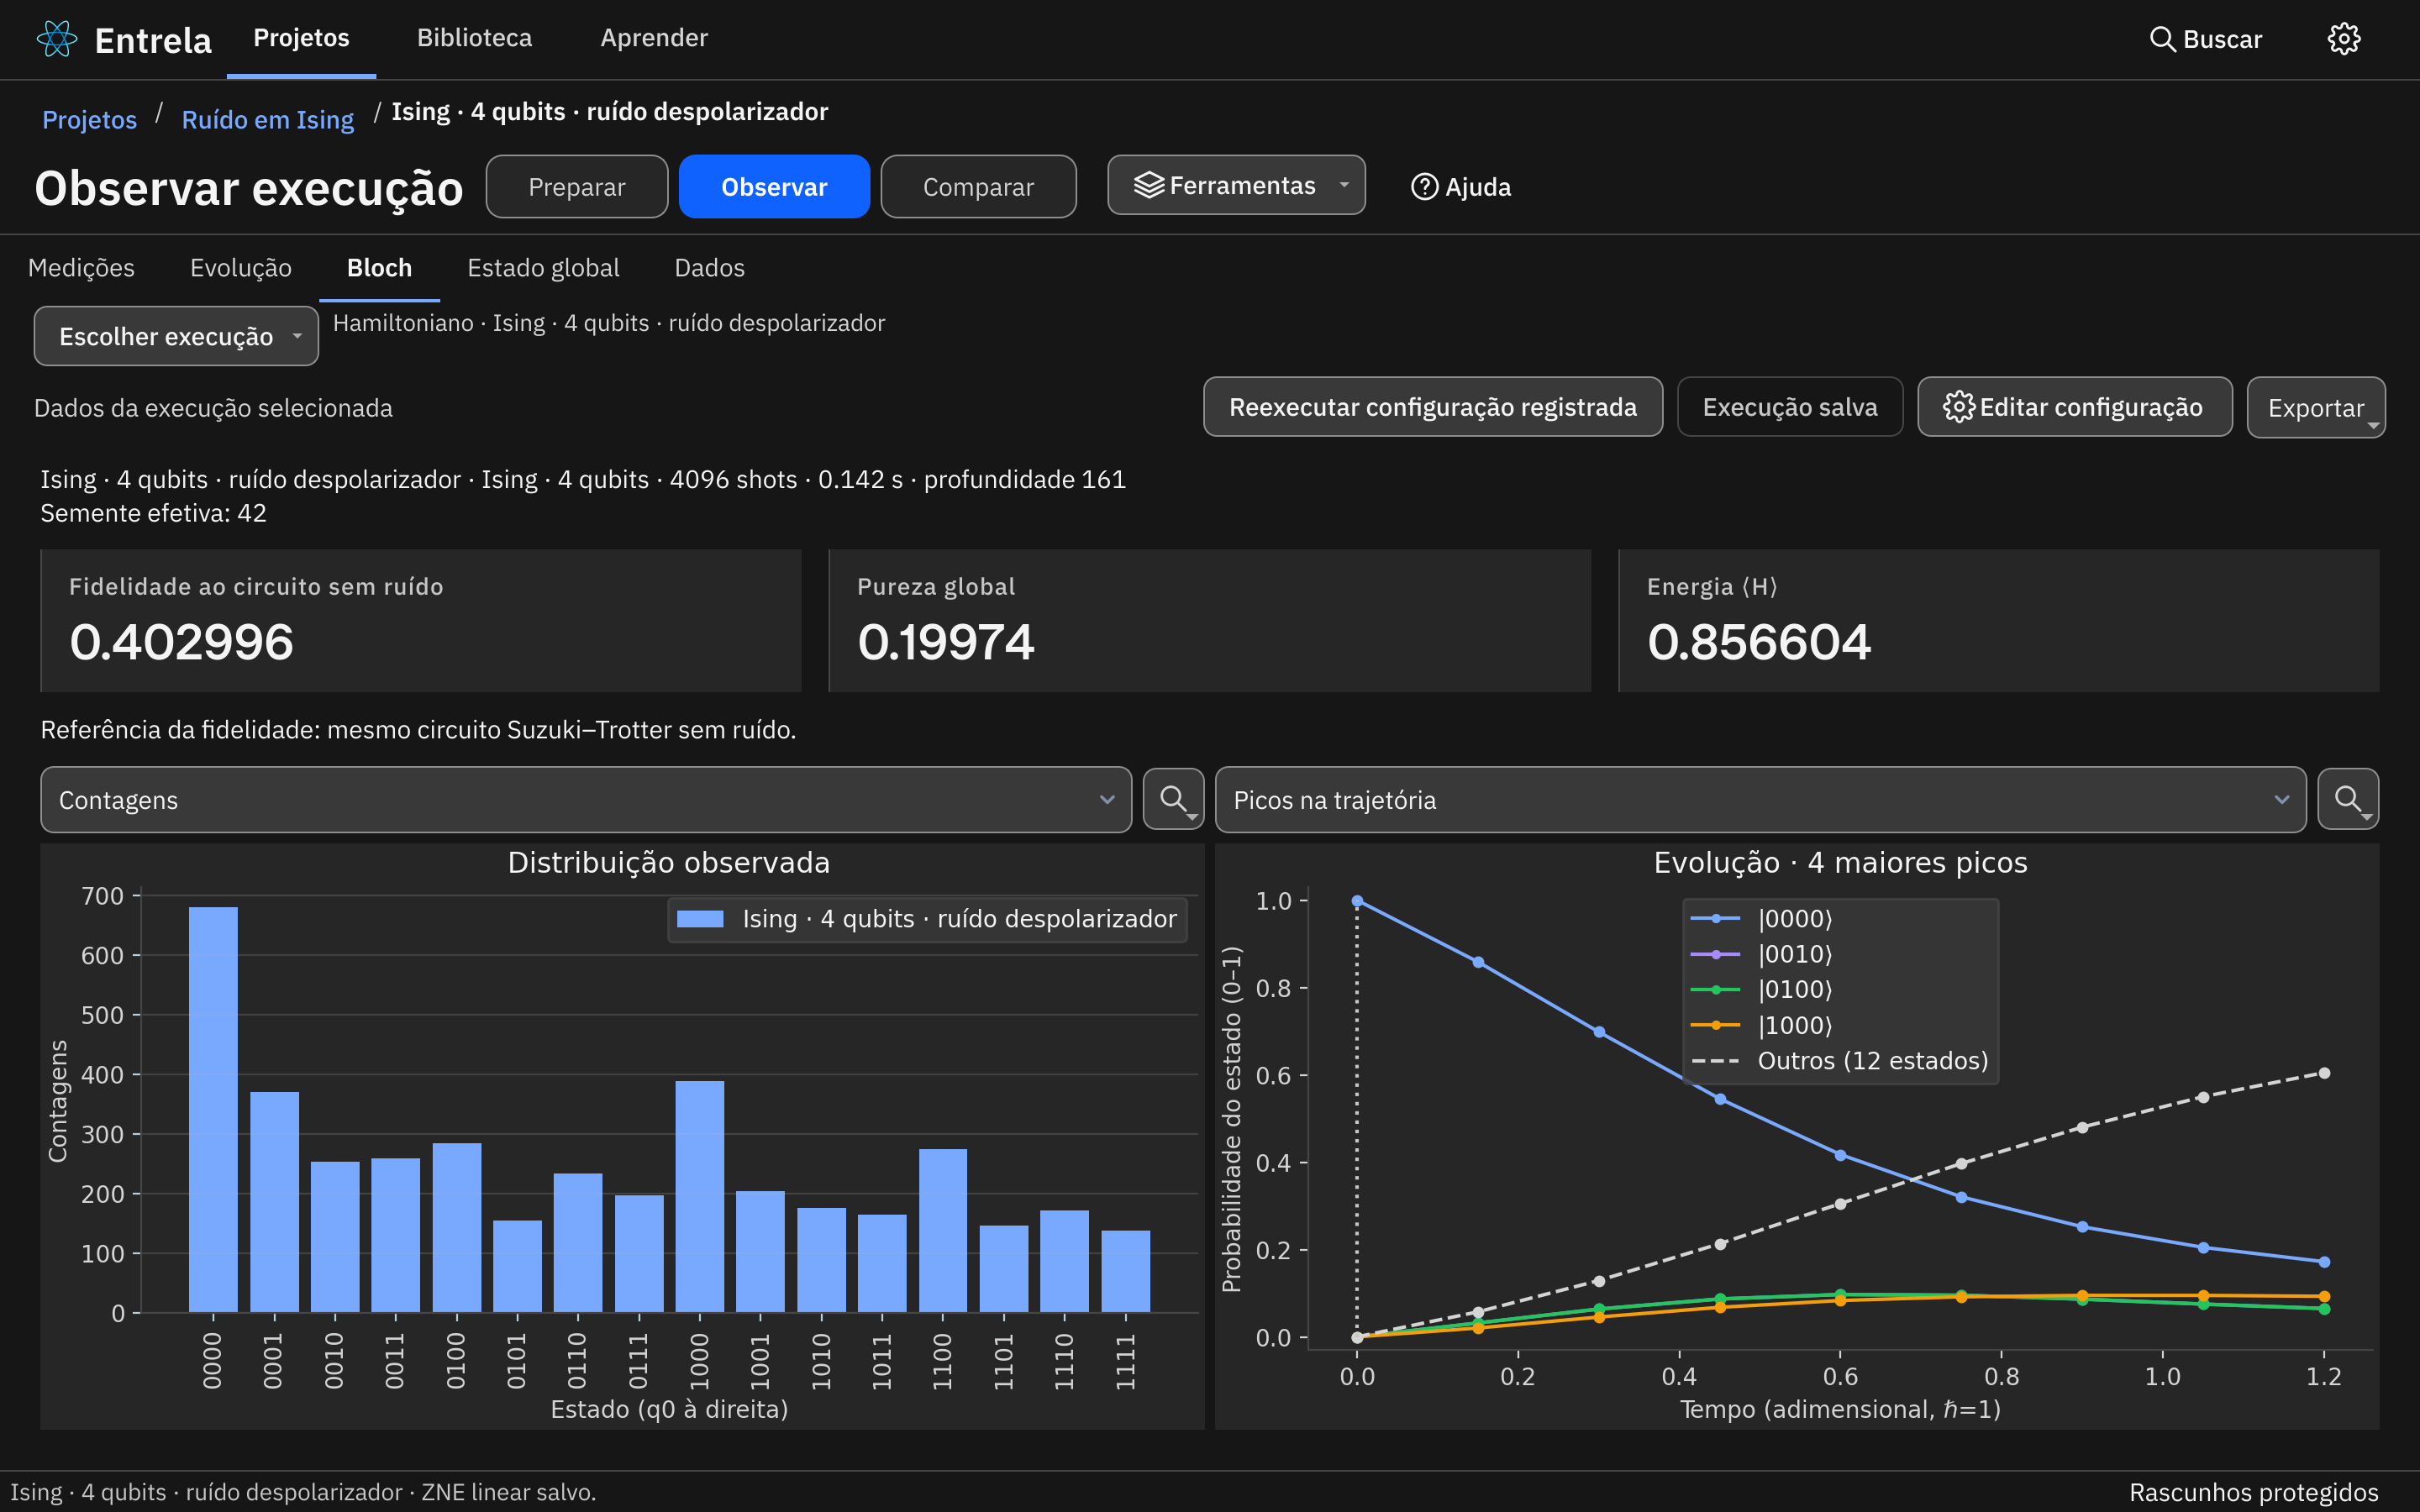 Entrela
Projetos
Biblioteca
Aprender
Buscar
Projetos / Ruído em Ising / Ising · 4 qubits · ruído despolarizador
Observar execução
Preparar
Observar
Comparar
Ferramentas
Ajuda
Medições
Evolução
Bloch
Estado global
Dados
Escolher execução
Hamiltoniano · Ising · 4 qubits · ruído despolarizador
Dados da execução selecionada
Reexecutar configuração registrada
Execução salva
Editar configuração
Exportar
Ising · 4 qubits · ruído despolarizador · Ising · 4 qubits · 4096 shots · 0.142 s · profundidade 161
Semente efetiva: 42
Fidelidade ao circuito sem ruído
0.402996
Pureza global
0.19974
Energia ⟨H⟩
0.856604
Referência da fidelidade: mesmo circuito Suzuki–Trotter sem ruído.
Contagens
Picos na trajetória
Distribuição observada
Ising · 4 qubits · ruído despolarizador
Contagens
700
600
500
400
300
200
100
0
0000
0001
0010
0011
0100
0101
0110
0111
1000
1001
1010
1011
1100
1101
1110
1111
Estado (q0 à direita)
Evolução · 4 maiores picos
|0000⟩
|0010⟩
|0100⟩
|1000⟩
Outros (12 estados)
Probabilidade do estado (0–1)
1.0
0.8
0.6
0.4
0.2
0.0
0.0
0.2
0.4
0.6
0.8
1.0
1.2
Tempo (adimensional, ℏ=1)
Ising · 4 qubits · ruído despolarizador · ZNE linear salvo.
Rascunhos protegidos